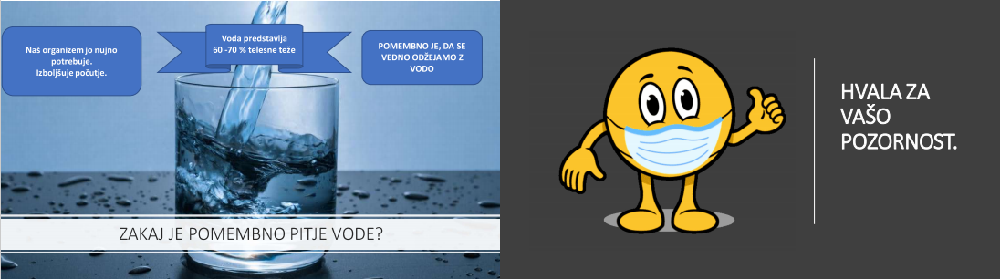 Naš organizem jo nujno
potrebuje.
Izboljšuje počutje.
Voda predstavlja
60 -70 % telesne teže
POMEMBNO JE, DA SE
VEDNO ODŽEJAMO Z
VODO
ZAKAJ JE POMEMBNO PITJE VODE?
HVALA ZA
VAŠO
POZORNOST.